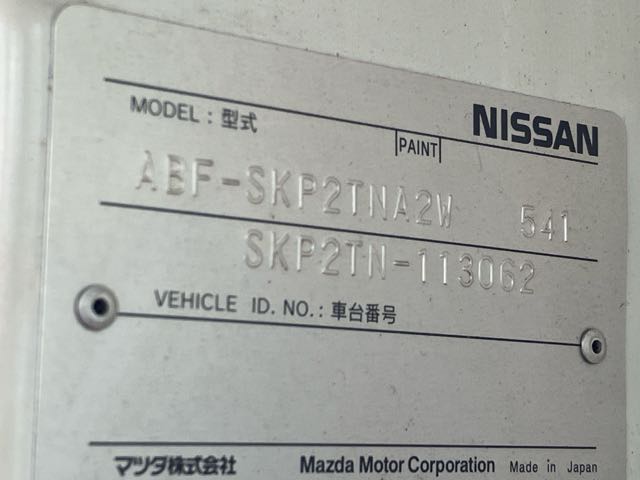 NISSAN
MODEL : 型式
PAINT
ABF-SKP2TNA2W 541
SKP2TN-113062
VEHICLE ID. NO. : 車台番号
マツダ株式会社 Mazda Motor Corporation Made in Japan